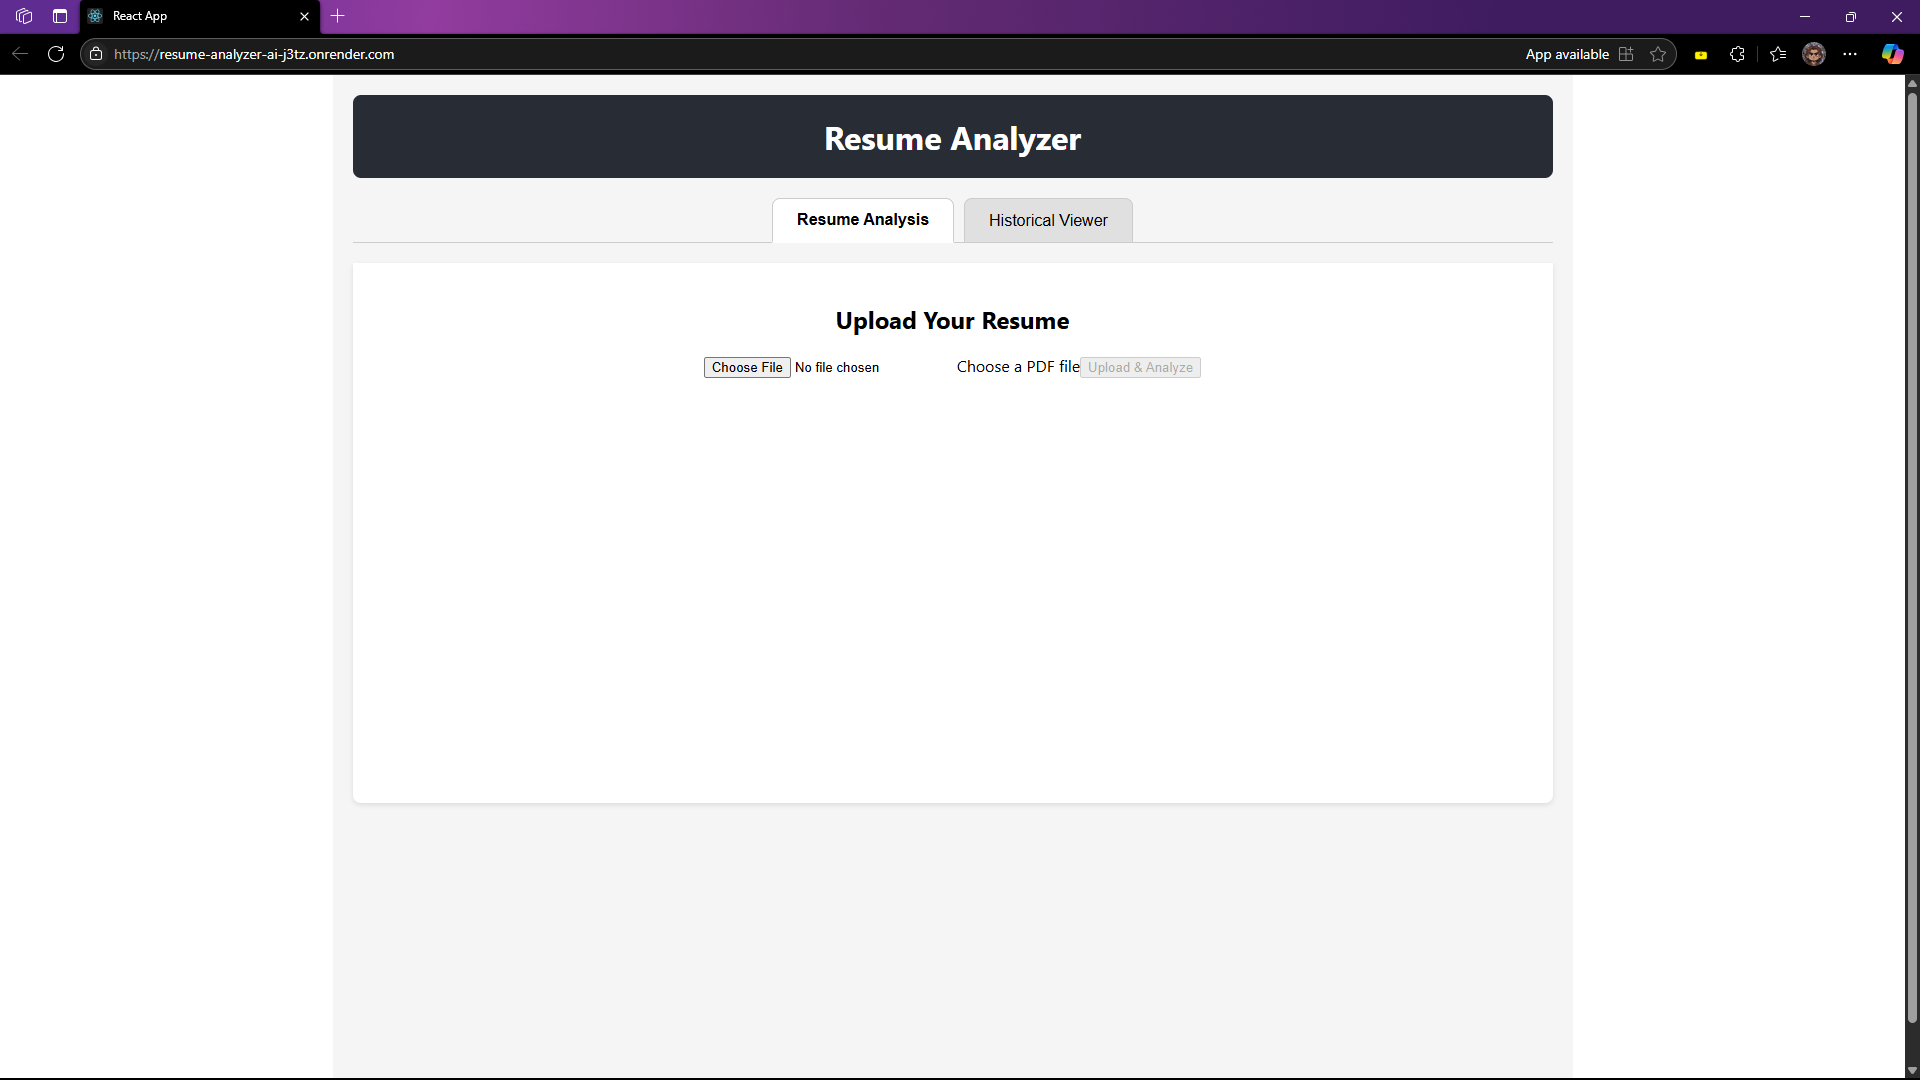 React App
https://resume-analyzer-ai-j3tz.onrender.com
App available
Resume Analyzer
Resume Analysis
Historical Viewer
Upload Your Resume
Choose File No file chosen
Choose a PDF file
Upload & Analyze